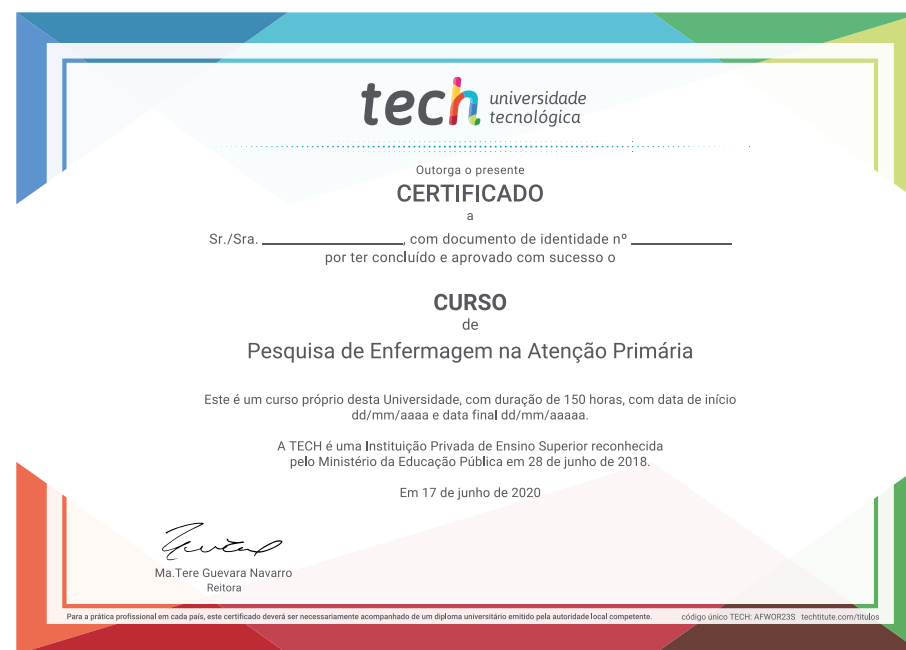 tech universidade
tecnológica
Outorga o presente
CERTIFICADO
a
Sr./Sra. ________________, com documento de identidade nº ____________
por ter concluído e aprovado com sucesso o
CURSO
de
Pesquisa de Enfermagem na Atenção Primária
Este é um curso próprio desta Universidade, com duração de 150 horas, com data de início
dd/mm/aaaa e data final dd/mm/aaaaa.
A TECH é uma Instituição Privada de Ensino Superior reconhecida
pelo Ministério da Educação Pública em 28 de junho de 2018.
Em 17 de junho de 2020
Ma.Tere Guevara Navarro
Reitora
Para a prática profissional em cada país, este certificado deverá ser necessariamente acompanhado de um diploma universitário emitido pela autoridade local competente. código único TECH: AFWOR23S techtitute.com/titulos